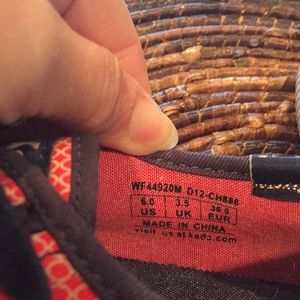 WF44920M D12-CH888
6.0 3.5 36.0
US UK EUR
MADE IN CHINA
visit us at keds.com